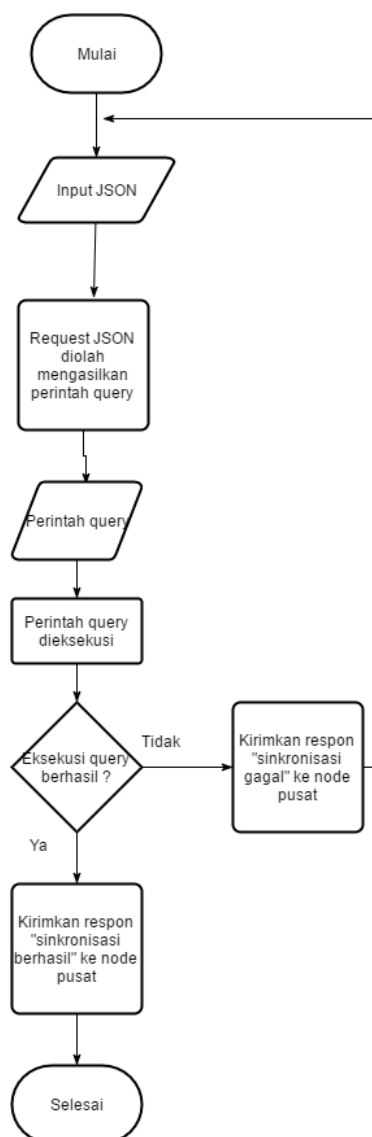 Mulai
Input JSON
Request JSON
diolah
mengasilkan
perintah query
Perintah query
Perintah query
dieksekusi
Eksekusi query
berhasil ?
Tidak
Kirimkan respon
"sinkronisasi
gagal" ke node
pusat
Ya
Kirimkan respon
"sinkronisasi
berhasil" ke node
pusat
Selesai